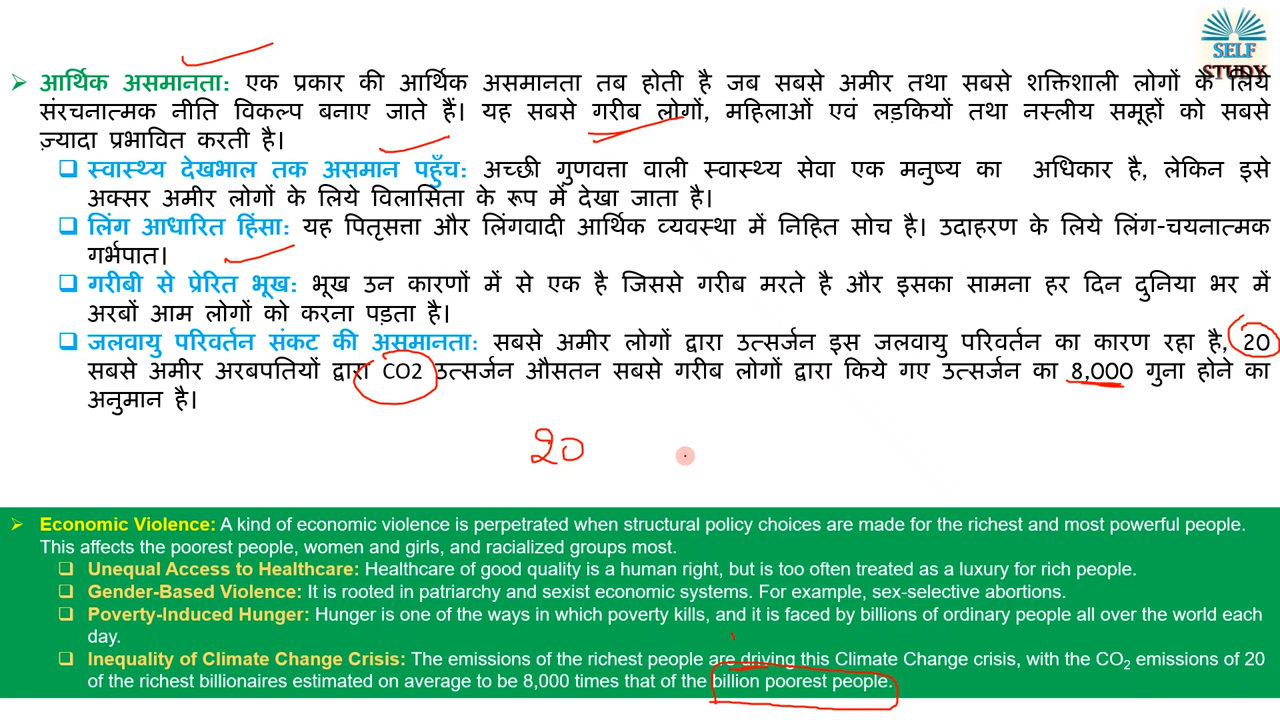 SELF
STUDY
➢ आर्थिक असमानता: एक प्रकार की आर्थिक असमानता तब होती है जब सबसे अमीर तथा सबसे शक्तिशाली लोगों के लिये
संरचनात्मक नीति विकल्प बनाए जाते हैं। यह सबसे गरीब लोगों, महिलाओं एवं लड़कियों तथा नस्लीय समूहों को सबसे
ज़्यादा प्रभावित करती है।
❑ स्वास्थ्य देखभाल तक असमान पहुँच: अच्छी गुणवत्ता वाली स्वास्थ्य सेवा एक मनुष्य का अधिकार है, लेकिन इसे
अक्सर अमीर लोगों के लिये विलासिता के रूप में देखा जाता है।
❑ लिंग आधारित हिंसा: यह पितृसत्ता और लिंगवादी आर्थिक व्यवस्था में निहित सोच है। उदाहरण के लिये लिंग-चयनात्मक
गर्भपात।
❑ गरीबी से प्रेरित भूख: भूख उन कारणों में से एक है जिससे गरीब मरते है और इसका सामना हर दिन दुनिया भर में
अरबों आम लोगों को करना पड़ता है।
❑ जलवायु परिवर्तन संकट की असमानता: सबसे अमीर लोगों द्वारा उत्सर्जन इस जलवायु परिवर्तन का कारण रहा है, 20
सबसे अमीर अरबपतियों द्वारा CO2 उत्सर्जन औसतन सबसे गरीब लोगों द्वारा किये गए उत्सर्जन का 8,000 गुना होने का
अनुमान है।
20
➢ Economic Violence: A kind of economic violence is perpetrated when structural policy choices are made for the richest and most powerful people.
This affects the poorest people, women and girls, and racialized groups most.
❑ Unequal Access to Healthcare: Healthcare of good quality is a human right, but is too often treated as a luxury for rich people.
❑ Gender-Based Violence: It is rooted in patriarchy and sexist economic systems. For example, sex-selective abortions.
❑ Poverty-Induced Hunger: Hunger is one of the ways in which poverty kills, and it is faced by billions of ordinary people all over the world each
day.
❑ Inequality of Climate Change Crisis: The emissions of the richest people are driving this Climate Change crisis, with the CO₂ emissions of 20
of the richest billionaires estimated on average to be 8,000 times that of the billion poorest people.